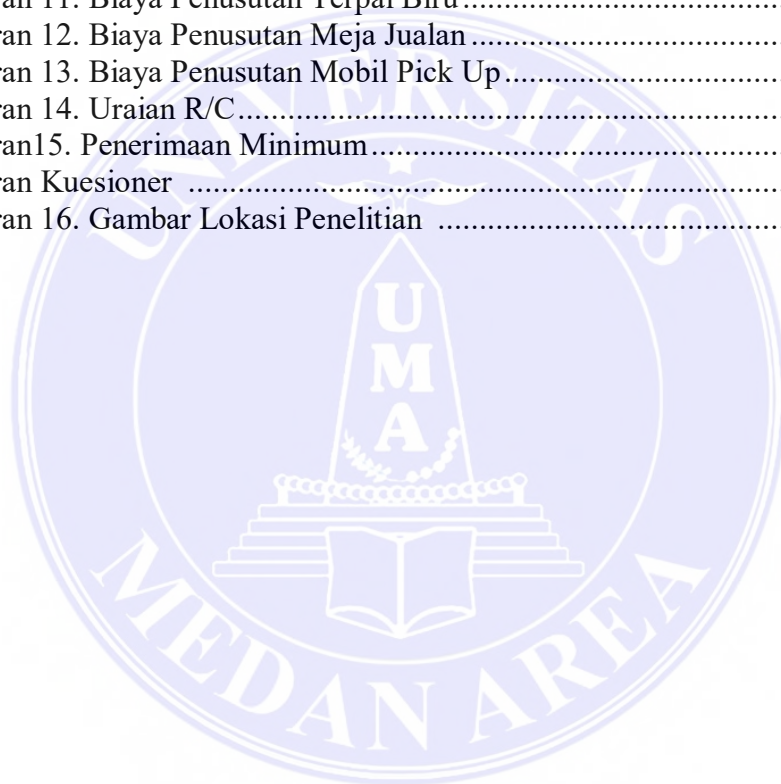 ran 11. Biaya Penusutan Terpal Biru........................................
ran 12. Biaya Penusutan Meja Jualan.......................................
ran 13. Biaya Penusutan Mobil Pick Up...................................
ran 14. Uraian R/C...................................................................
ran15. Penerimaan Minimum...................................................
ran Kuesioner .........................................................................
ran 16. Gambar Lokasi Penelitian ..........................................
UNIVERSITAS
UMA
MEDAN AREA